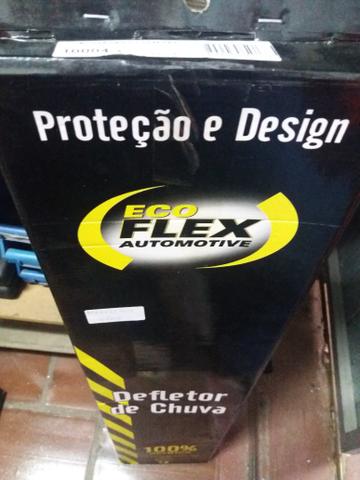 Proteção e Design
ECO
FLEX
AUTOMOTIVE
Defletor
de Chuva
100%